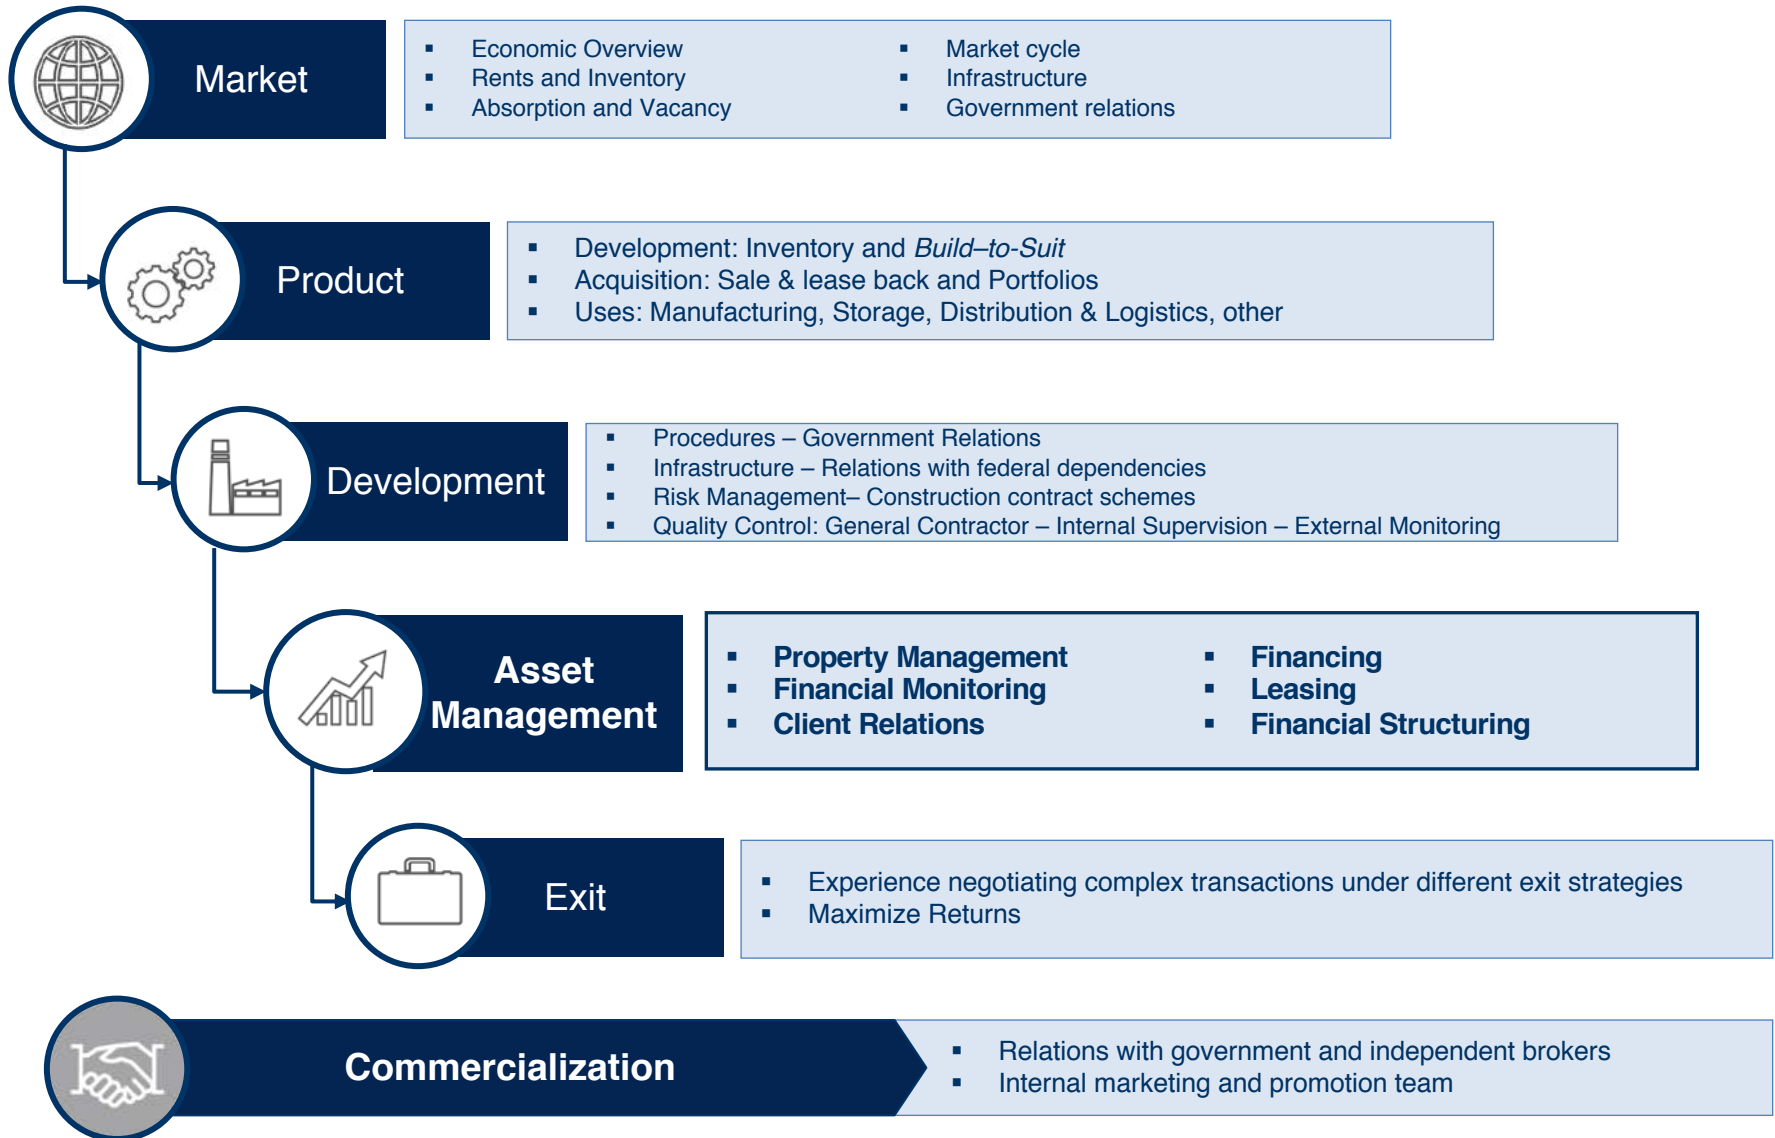 Market
▪ Economic Overview
▪ Rents and Inventory
▪ Absorption and Vacancy
▪ Market cycle
▪ Infrastructure
▪ Government relations
Product
▪ Development: Inventory and Build–to-Suit
▪ Acquisition: Sale & lease back and Portfolios
▪ Uses: Manufacturing, Storage, Distribution & Logistics, other
Development
▪ Procedures – Government Relations
▪ Infrastructure – Relations with federal dependencies
▪ Risk Management– Construction contract schemes
▪ Quality Control: General Contractor – Internal Supervision – External Monitoring
Asset
Management
▪ Property Management
▪ Financial Monitoring
▪ Client Relations
▪ Financing
▪ Leasing
▪ Financial Structuring
Exit
▪ Experience negotiating complex transactions under different exit strategies
▪ Maximize Returns
Commercialization
▪ Relations with government and independent brokers
▪ Internal marketing and promotion team